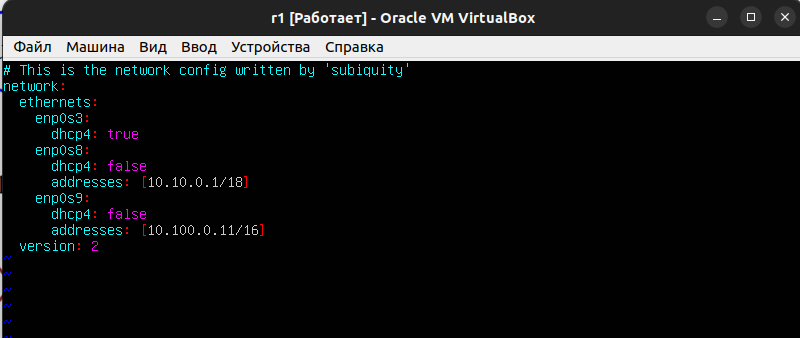 r1 [Работает] - Oracle VM VirtualBox
Файл Машина Вид Ввод Устройства Справка
# This is the network config written by 'subiquity'
network:
  ethernets:
    enp0s3:
      dhcp4: true
    enp0s8:
      dhcp4: false
      addresses: [10.10.0.1/18]
    enp0s9:
      dhcp4: false
      addresses: [10.100.0.11/16]
  version: 2
~
~
~
~
~
~